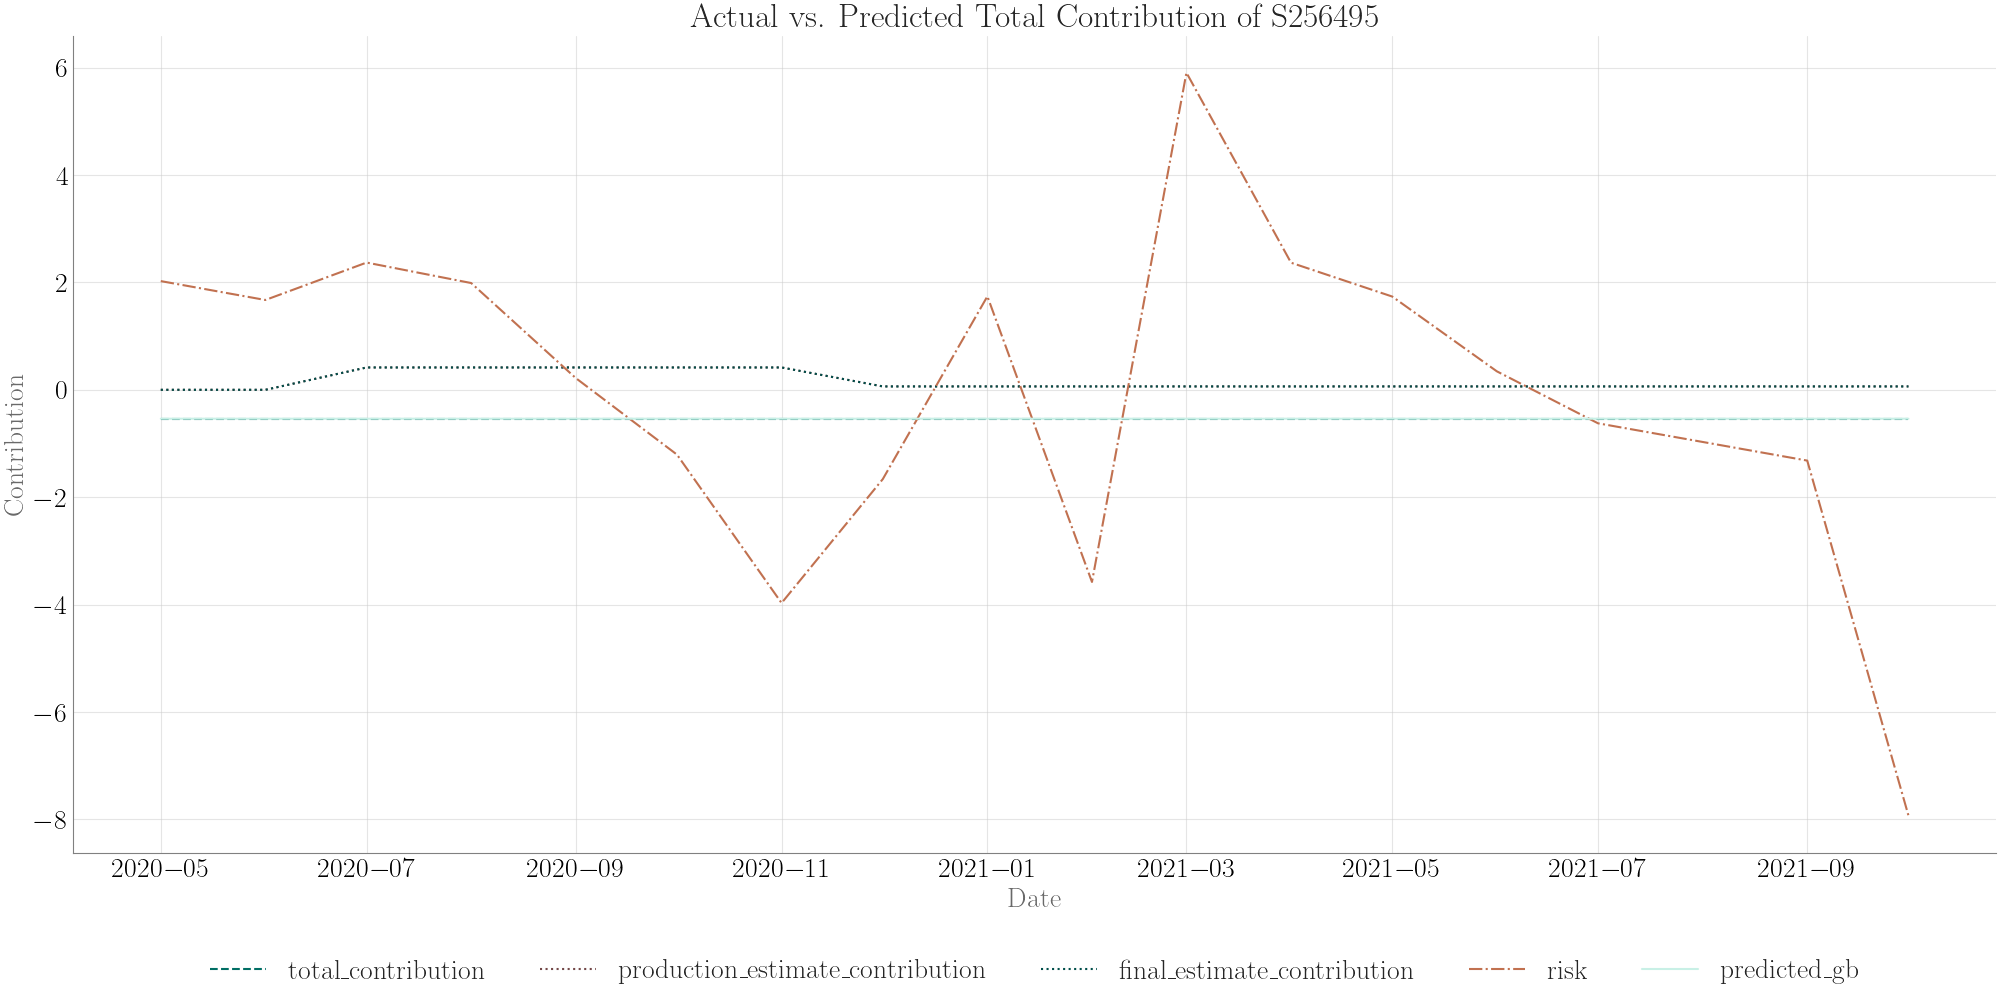 Actual vs. Predicted Total Contribution of S256495
6
4
2
0
−2
−4
−6
−8
Contribution
2020−05 2020−07 2020−09 2020−11 2021−01 2021−03 2021−05 2021−07 2021−09
Date
total_contribution production_estimate_contribution final_estimate_contribution risk predicted_gb